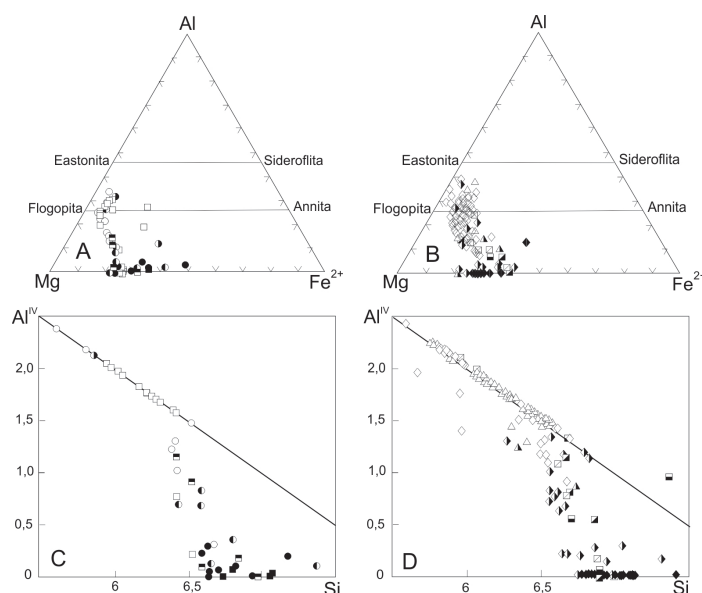 Al
Eastonita
Sideroflita
Flogopita
Annita
A
Mg
Fe2+
Al
Eastonita
Sideroflita
Flogopita
Annita
B
Mg
Fe2-
AlIV
2,0
1,5
1,0
0,5
0
C
6
6,5
Si
AlIV
2,0
1,5
1,0
0,5
0
D
6
6,5
Si